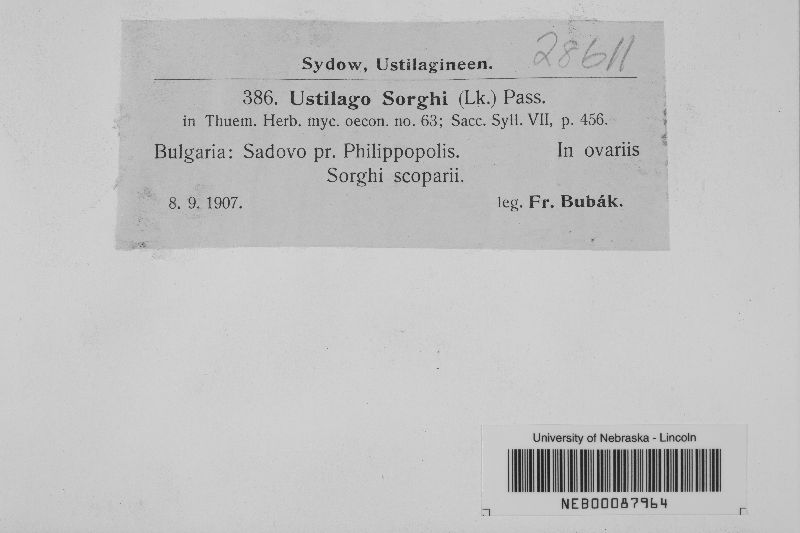 28611
Sydow, Ustilagineen.
386. Ustilago Sorghi (Lk.) Pass.
in Thuem. Herb. myc. oecon. no. 63; Sacc. Syll. VII, p. 456.
Bulgaria: Sadovo pr. Philippopolis. In ovariis
Sorghi scoparii.
8. 9. 1907. leg. Fr. Bubák.
University of Nebraska - Lincoln
NEB00087964